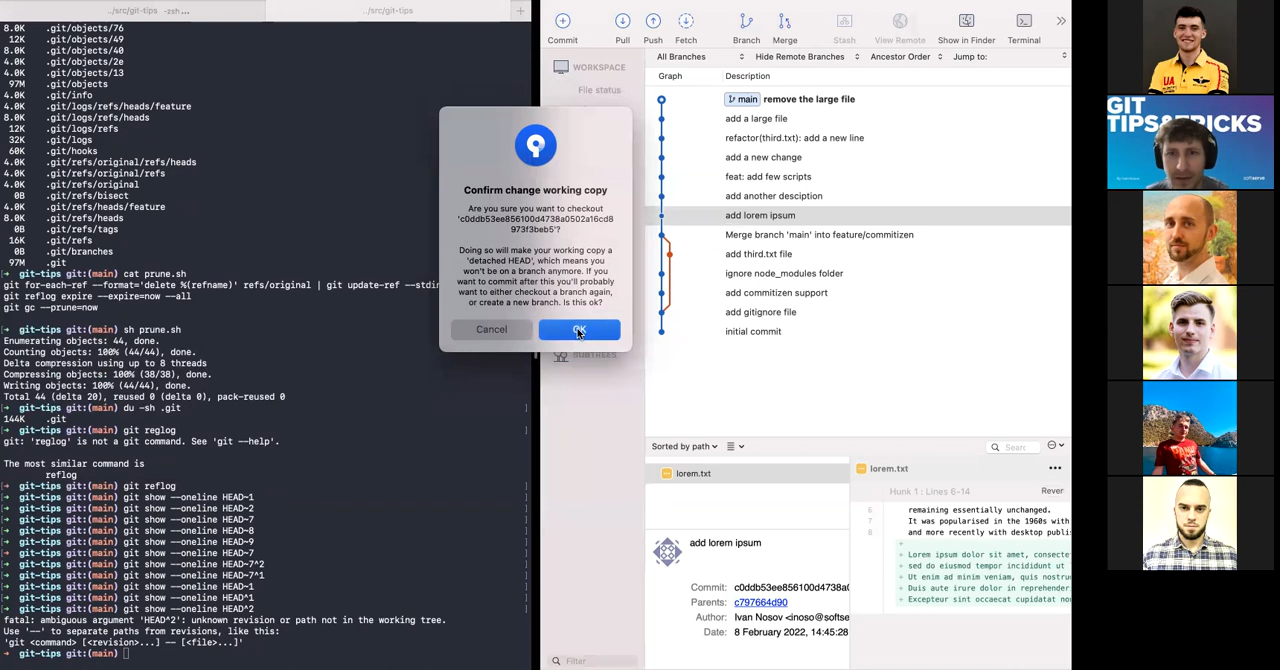 ../src/git-tips -zsh ...
../src/git-tips
+
8.0K .git/objects/76
12K .git/objects/49
8.0K .git/objects/40
4.0K .git/objects/2e
4.0K .git/objects/13
97M .git/objects
4.0K .git/info
4.0K .git/logs/refs/heads/feature
8.0K .git/logs/refs/heads
12K .git/logs/refs
32K .git/logs
60K .git/hooks
4.0K .git/refs/original/refs/heads
4.0K .git/refs/original/refs
4.0K .git/refs/original
0B .git/refs/bisect
4.0K .git/refs/heads/feature
8.0K .git/refs/heads
0B .git/refs/tags
16K .git/refs
0B .git/branches
97M .git
[→ git-tips git:(main) cat prune.sh
git for-each-ref --format='delete %(refname)' refs/original | git update-ref --stdin
git reflog expire --expire=now --all
git gc --prune=now
[→ git-tips git:(main) sh prune.sh
Enumerating objects: 44, done.
Counting objects: 100% (44/44), done.
Delta compression using up to 8 threads
Compressing objects: 100% (38/38), done.
Writing objects: 100% (44/44), done.
Total 44 (delta 20), reused 0 (delta 0), pack-reused 0
[→ git-tips git:(main) du -sh .git ]
144K .git
[→ git-tips git:(main) git reglog ]
git: 'reglog' is not a git command. See 'git --help'.
The most similar command is
reflog
[→ git-tips git:(main) git reflog ]
[→ git-tips git:(main) git show --oneline HEAD~1 ]
[→ git-tips git:(main) git show --oneline HEAD~2 ]
[→ git-tips git:(main) git show --oneline HEAD~7 ]
[→ git-tips git:(main) git show --oneline HEAD~8 ]
[→ git-tips git:(main) git show --oneline HEAD~9 ]
[→ git-tips git:(main) git show --oneline HEAD~7 ]
[→ git-tips git:(main) git show --oneline HEAD~7^2 ]
[→ git-tips git:(main) git show --oneline HEAD~7^1 ]
[→ git-tips git:(main) git show --oneline HEAD~1 ]
[→ git-tips git:(main) git show --oneline HEAD^1 ]
[→ git-tips git:(main) git show --oneline HEAD^2 ]
fatal: ambiguous argument 'HEAD^2': unknown revision or path not in the working tree.
Use '--' to separate paths from revisions, like this:
'git <command> [<revision>...] -- [<file>...]'
→ git-tips git:(main)
Confirm change working copy
Are you sure you want to checkout
'c0ddb53ee856100d4738a0502a16cd8
973f3beb5'?
Doing so will make your working copy a
'detached HEAD', which means you
won't be on a branch anymore. If you
want to commit after this you'll probably
want to either checkout a branch again,
or create a new branch. Is this ok?
Cancel
OK
Commit
Pull
Push
Fetch
Branch
Merge
Stash
View Remote
Show in Finder
Terminal
WORKSPACE
File status
SUBTREES
Filter
All Branches
Hide Remote Branches
Ancestor Order
Jump to:
Graph
Description
main remove the large file
add a large file
refactor(third.txt): add a new line
add a new change
feat: add few scripts
add another desciption
add lorem ipsum
Merge branch 'main' into feature/commitizen
add third.txt file
ignore node_modules folder
add commitizen support
add gitignore file
initial commit
Sorted by path
Searc
lorem.txt
lorem.txt
Hunk 1 : Lines 6-14
Rever
6 remaining essentially unchanged.
7 It was popularised in the 1960s with
8 and more recently with desktop publis
+
+ Lorem ipsum dolor sit amet, consecte
+ sed do eiusmod tempor incididunt ut
+ Ut enim ad minim veniam, quis nostru
+ Duis aute irure dolor in reprehender
+ Excepteur sint occaecat cupidatat no
add lorem ipsum
Commit: c0ddb53ee856100d4738a0
Parents: c797664d90
Author: Ivan Nosov <inoso@softse
Date: 8 February 2022, 14:45:28
UA
GIT
TIPS&TRICKS
softserve